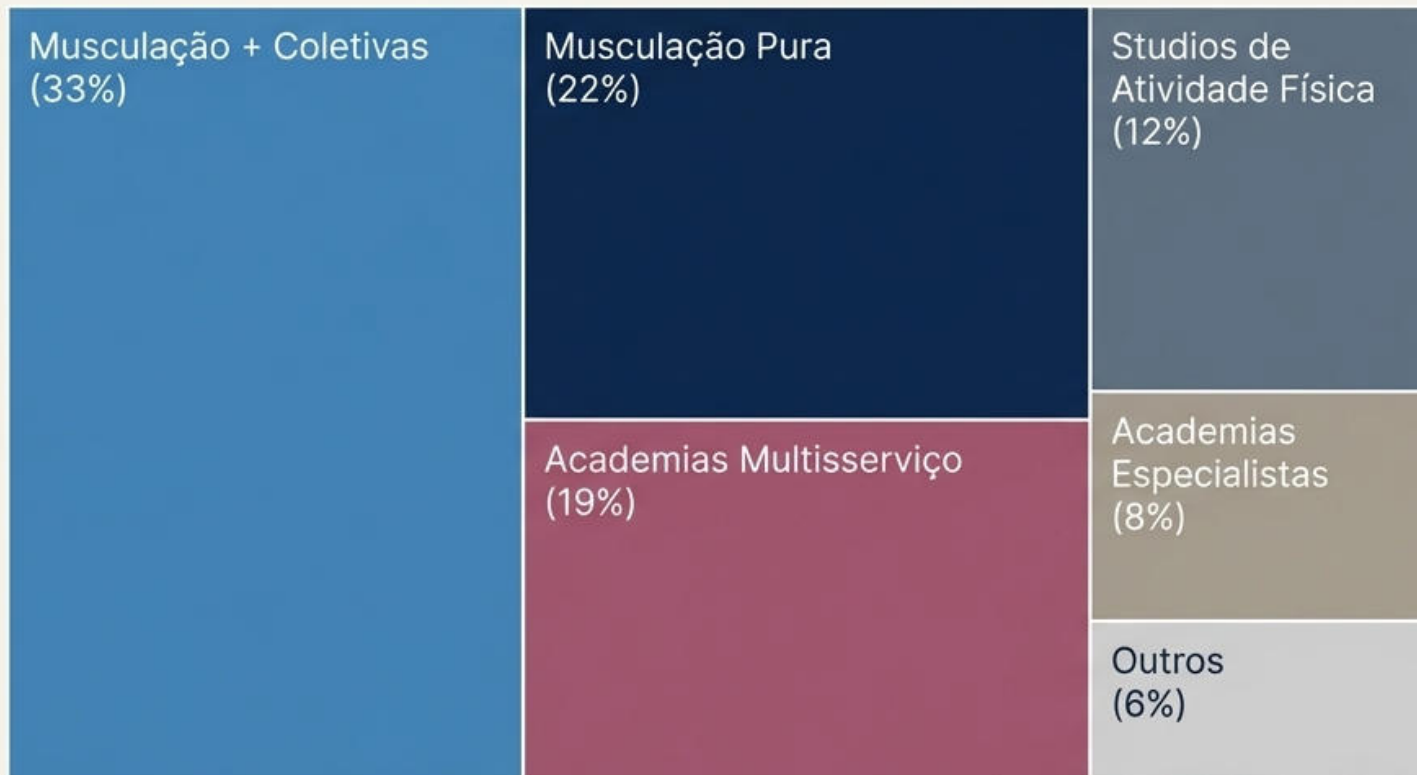 Musculação + Coletivas
(33%)
Musculação Pura
(22%)
Academias Multisserviço
(19%)
Studios de
Atividade Física
(12%)
Academias
Especialistas
(8%)
Outros
(6%)